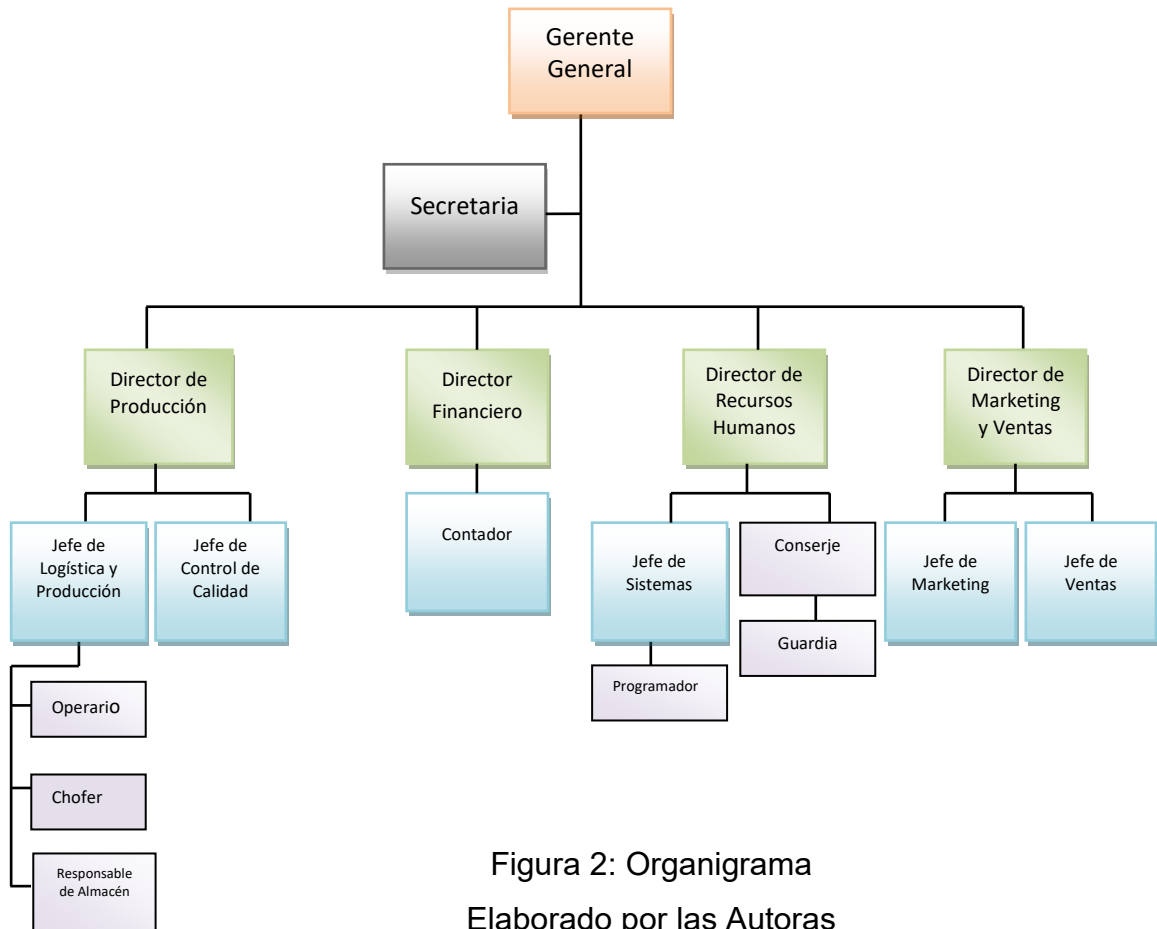 Gerente
General
Secretaria
Director de
Producción
Director
Financiero
Director de
Recursos
Humanos
Director de
Marketing
y Ventas
Jefe de
Logística y
Producción
Jefe de
Control de
Calidad
Contador
Jefe de
Sistemas
Conserje
Guardia
Programador
Jefe de
Marketing
Jefe de
Ventas
Operario
Chofer
Responsable
de Almacén
Figura 2: Organigrama
Elaborado por las Autoras